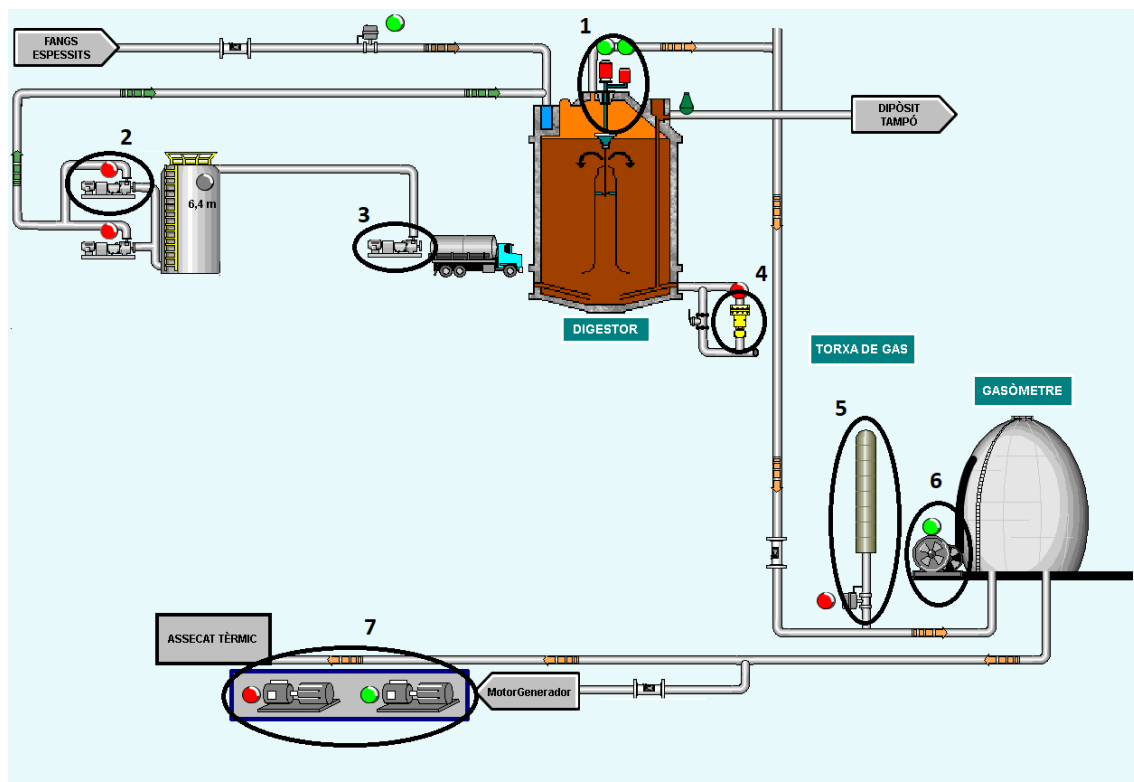 1
FANGS
ESPESSITS
DIPÒSIT
TAMPÓ
2
6,4 m
3
4
DIGESTOR
TORXA DE GAS
GASÒMETRE
5
6
7
ASSECAT TÈRMIC
MotorGenerador